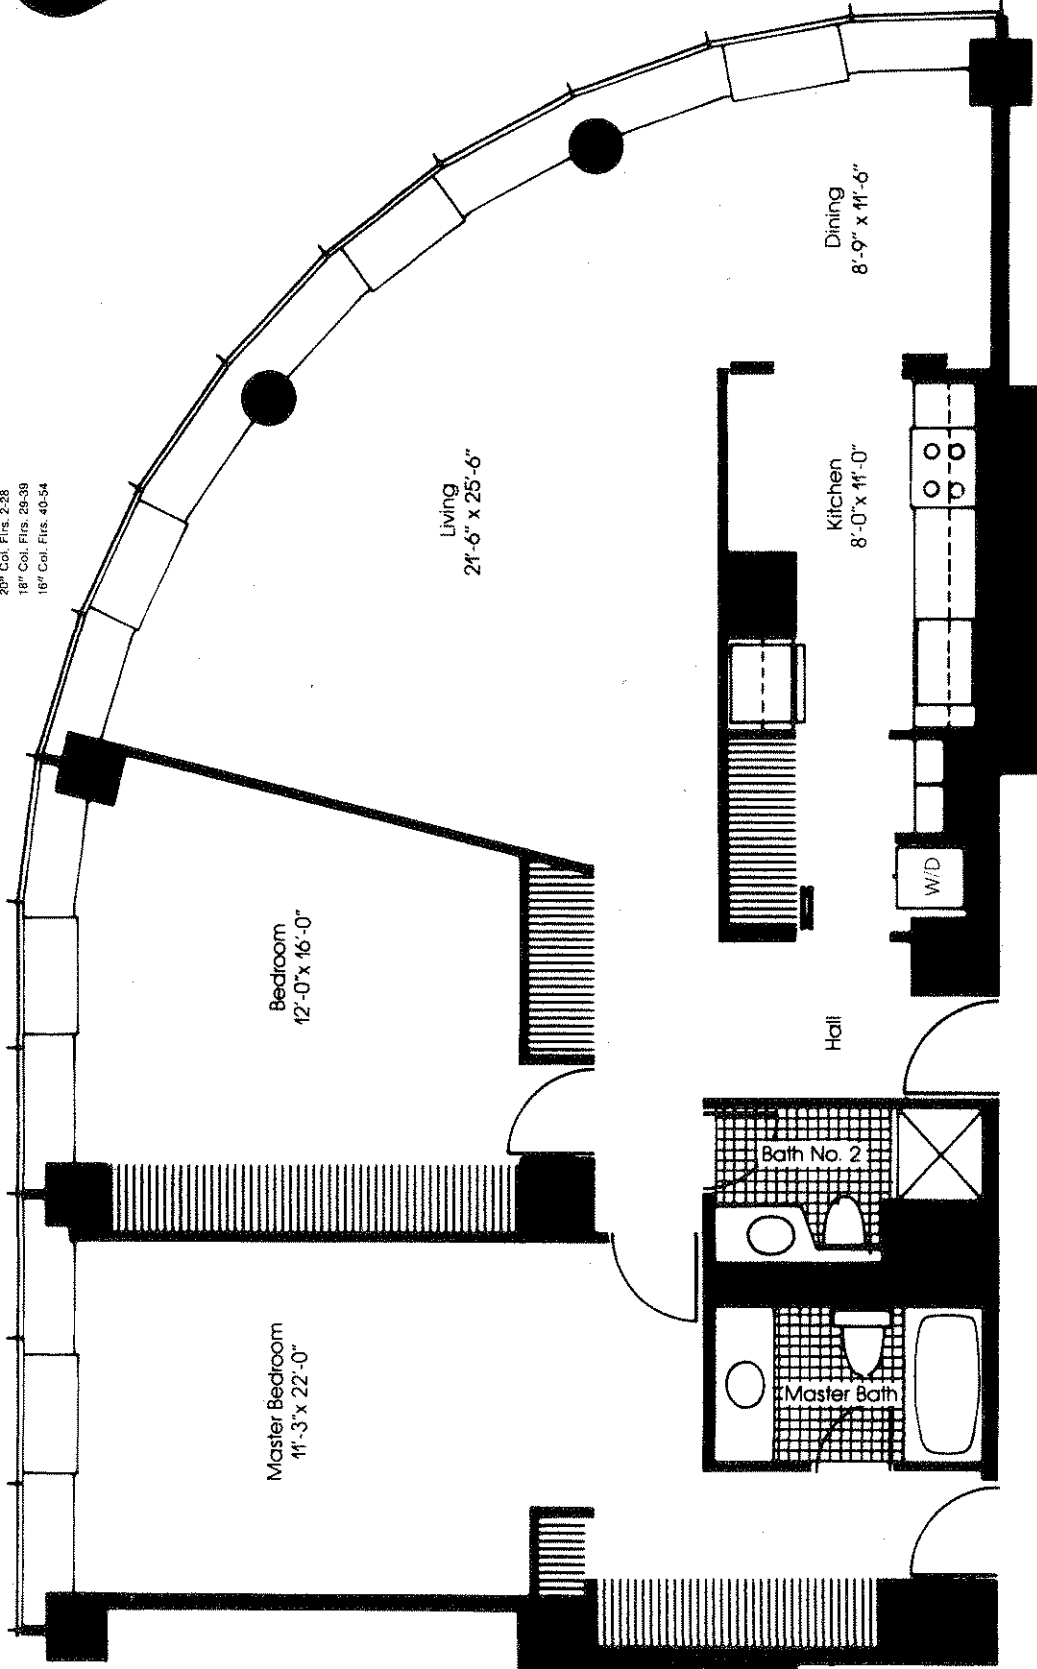 20" Col. Flrs. 2-28
18" Col. Flrs. 29-39
16" Col. Flrs. 40-54
Dining
8'-9" x 11'-6"
Living
21'-6" x 25'-6"
Kitchen
8'-0" x 11'-0"
W/D
Bedroom
12'-0" x 16'-0"
Hall
Bath No. 2
Master Bedroom
11'-3" x 22'-0"
Master Bath